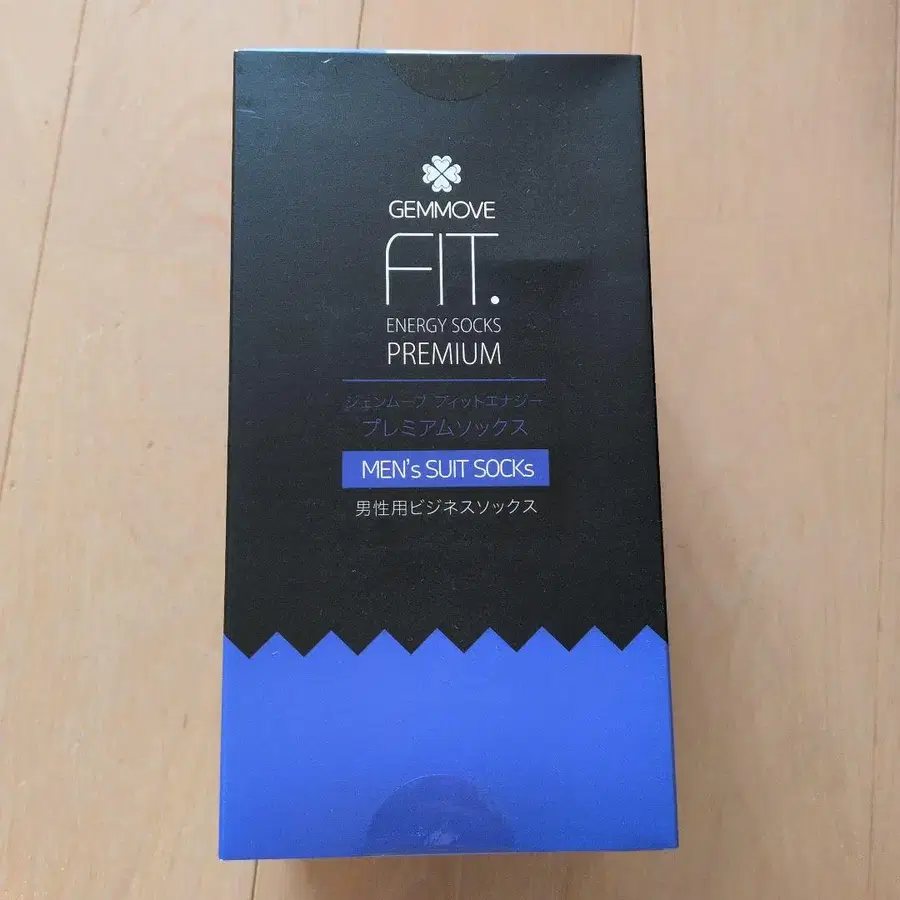 GEMMOVE
FIT.
ENERGY SOCKS
PREMIUM
ジェンムーブ フィットエナジー
プレミアムソックス
MEN's SUIT SOCKs
男性用ビジネスソックス